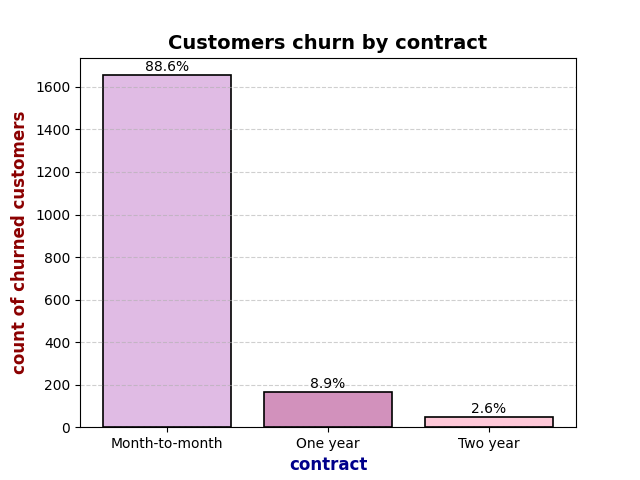 Customers churn by contract
88.6%
8.9%
2.6%
count of churned customers
1600
1400
1200
1000
800
600
400
200
0
Month-to-month
One year
Two year
contract